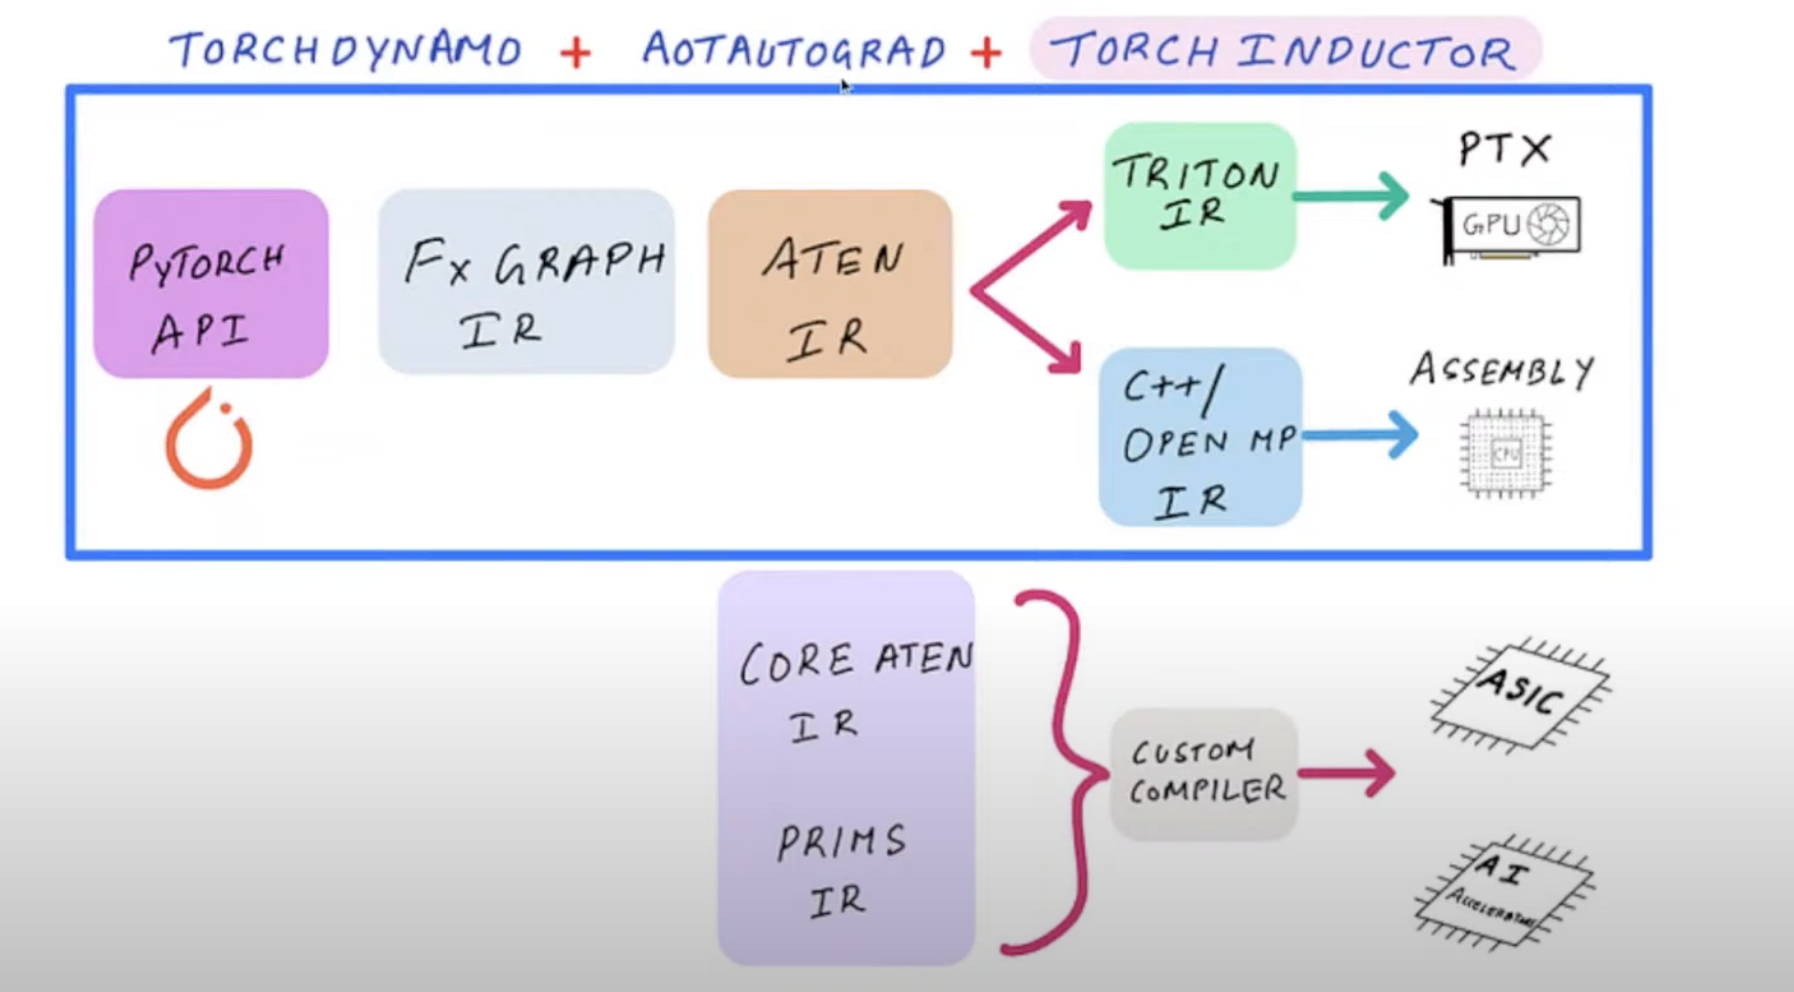 TORCHDYNAMO + AOTAUTOGRAD + TORCH INDUCTOR
PYTORCH
API
FX GRAPH
IR
ATEN
IR
TRITON
IR
PTX
GPU
C++/
OPEN MP
IR
ASSEMBLY
CPU
CORE ATEN
IR
PRIMS
IR
CUSTOM
COMPILER
ASIC
AI
ACCELERATORS